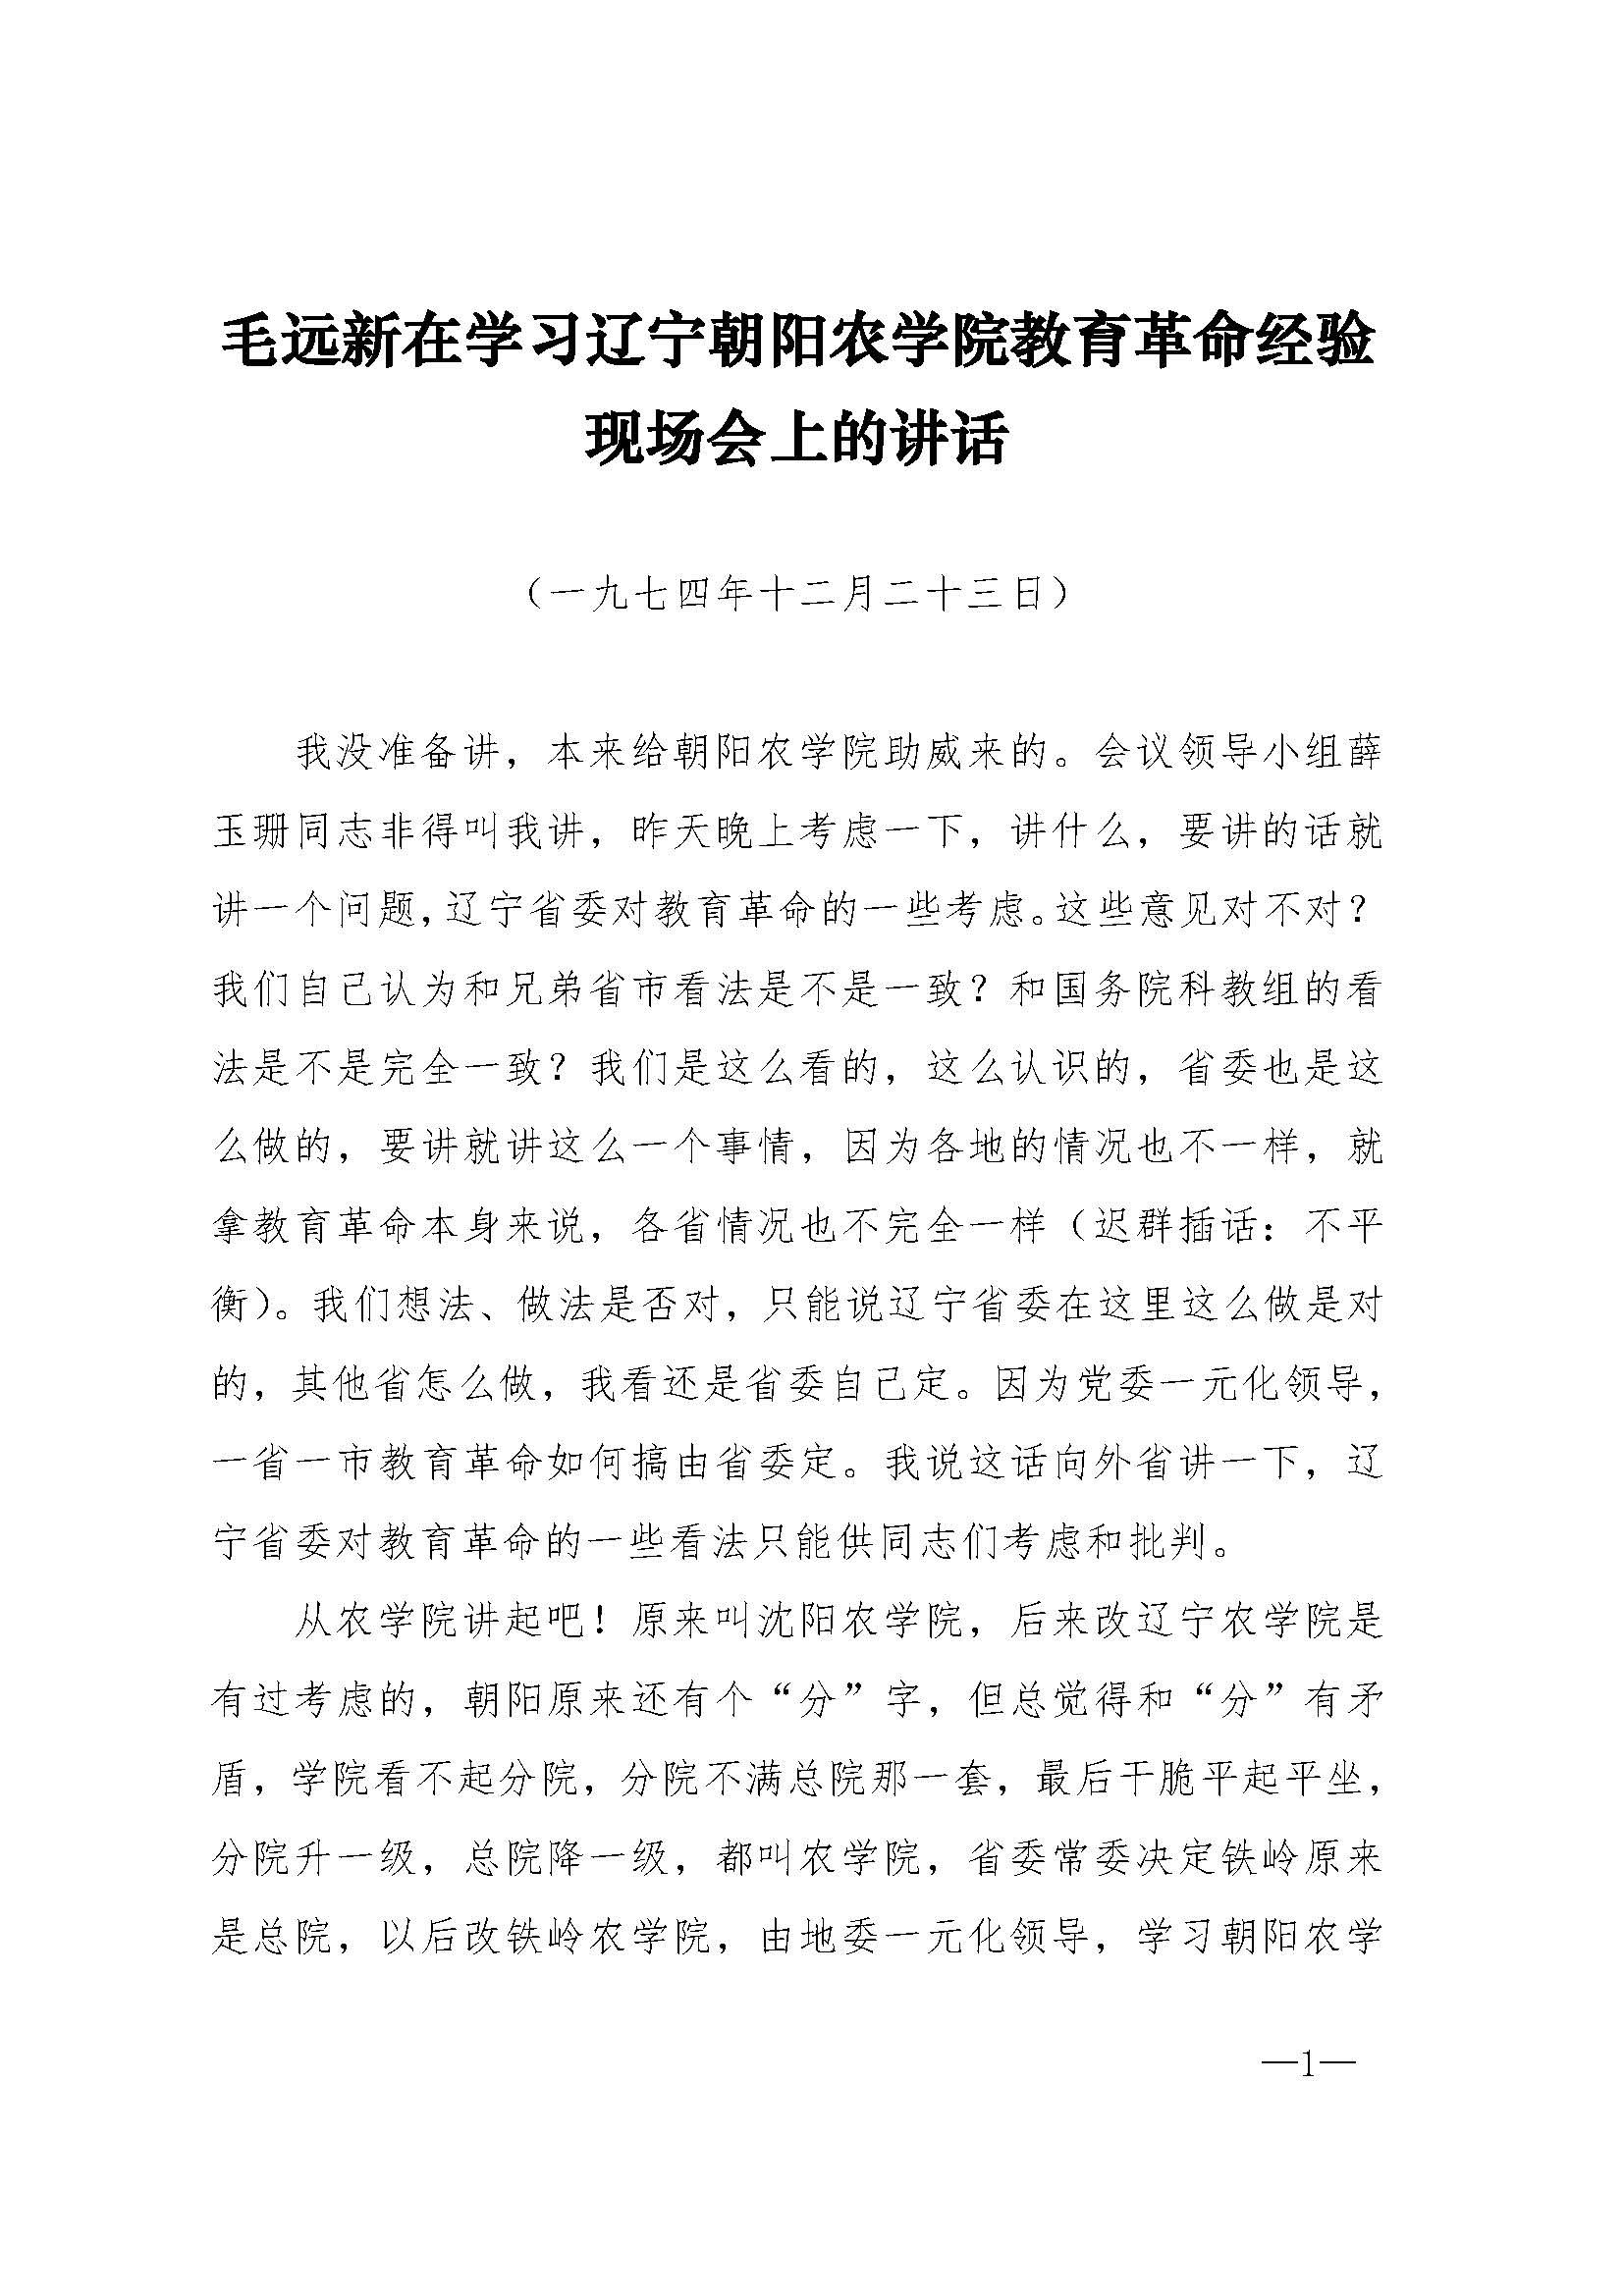 毛远新在学习辽宁朝阳农学院教育革命经验
现场会上的讲话
（一九七四年十二月二十三日）
我没准备讲，本来给朝阳农学院助威来的。会议领导小组薛
玉珊同志非得叫我讲，昨天晚上考虑一下，讲什么，要讲的话就
讲一个问题，辽宁省委对教育革命的一些考虑。这些意见对不对？
我们自己认为和兄弟省市看法是不是一致？和国务院科教组的看
法是不是完全一致？我们是这么看的，这么认识的，省委也是这
么做的，要讲就讲这么一个事情，因为各地的情况也不一样，就
拿教育革命本身来说，各省情况也不完全一样（迟群插话：不平
衡）。我们想法、做法是否对，只能说辽宁省委在这里这么做是对
的，其他省怎么做，我看还是省委自己定。因为党委一元化领导，
一省一市教育革命如何搞由省委定。我说这话向外省讲一下，辽
宁省委对教育革命的一些看法只能供同志们考虑和批判。
从农学院讲起吧！原来叫沈阳农学院，后来改辽宁农学院是
有过考虑的，朝阳原来还有个“分”字，但总觉得和“分”有矛
盾，学院看不起分院，分院不满总院那一套，最后干脆平起平坐，
分院升一级，总院降一级，都叫农学院，省委常委决定铁岭原来
是总院，以后改铁岭农学院，由地委一元化领导，学习朝阳农学
—1—